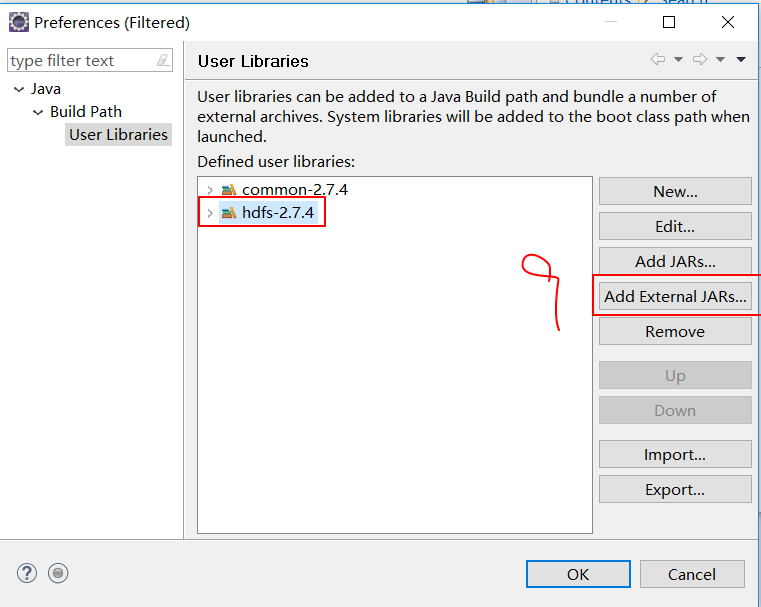 Contents
Search
Preferences (Filtered)
type filter text
User Libraries
Java
Build Path
User Libraries
User libraries can be added to a Java Build path and bundle a number of
external archives. System libraries will be added to the boot class path when
launched.
Defined user libraries:
common-2.7.4
hdfs-2.7.4
New...
Edit...
Add JARs...
Add External JARs...
Remove
Up
Down
Import...
Export...
9
?
OK
Cancel